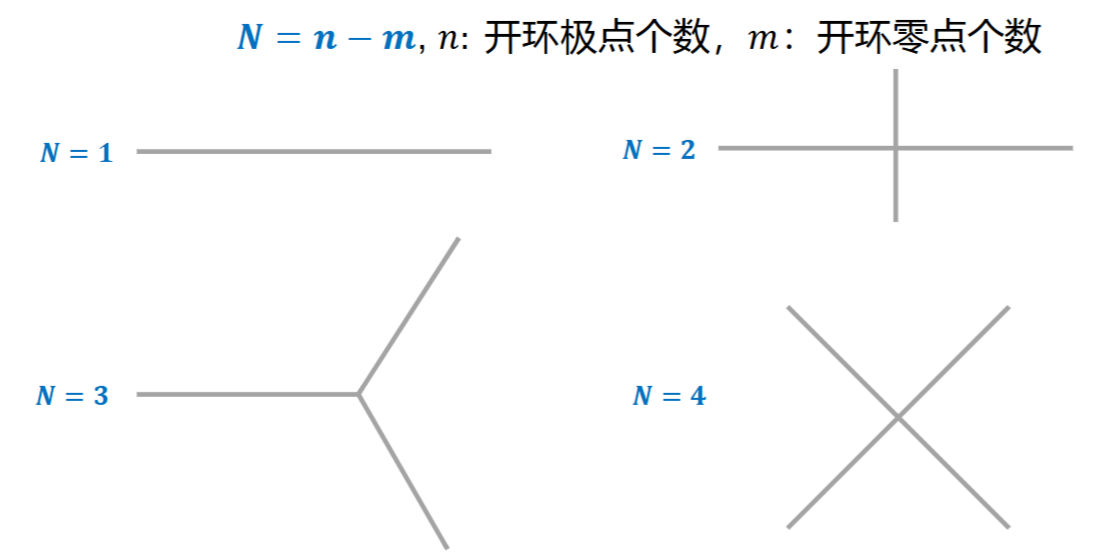 N = n − m, n: 开环极点个数，m：开环零点个数
N = 1
N = 2
N = 3
N = 4